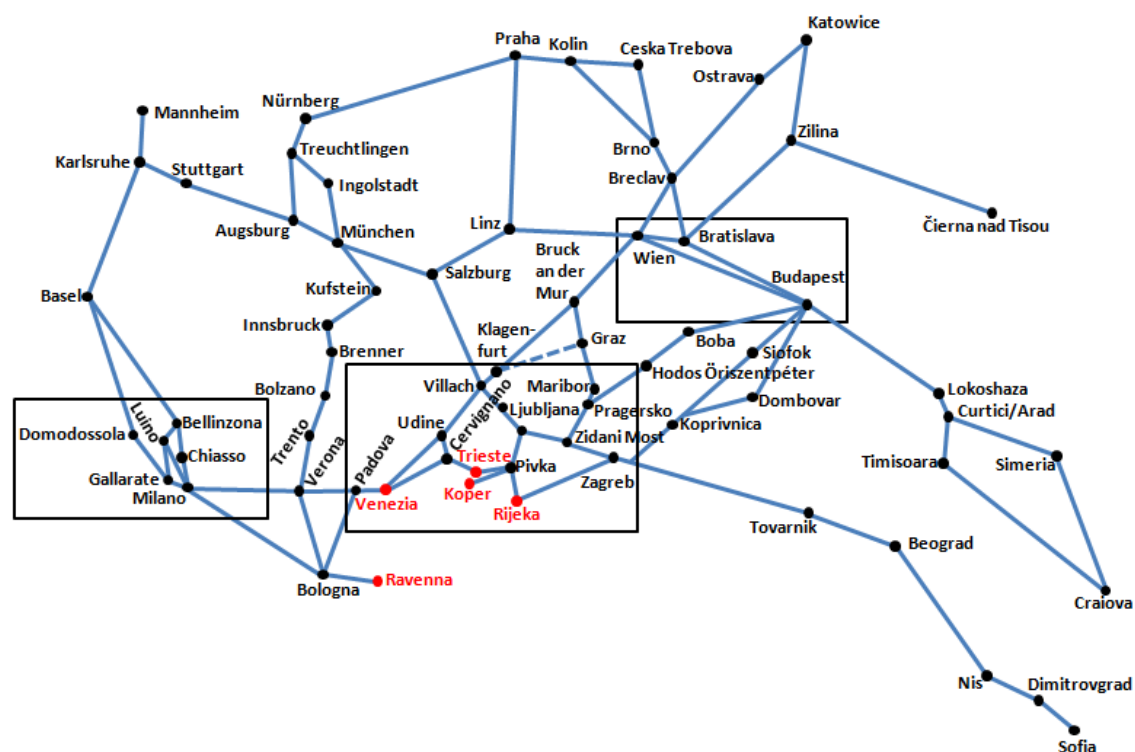 Katowice
Praha
Kolin
Ceska Trebova
Ostrava
Nürnberg
Mannheim
Zilina
Treuchtlingen
Brno
Karlsruhe
Stuttgart
Ingolstadt
Breclav
Augsburg
München
Linz
Čierna nad Tisou
Bratislava
Wien
Bruck
an der
Mur
Salzburg
Budapest
Kufstein
Basel
Innsbruck
Klagen-
furt
Graz
Boba
Siofok
Brenner
Hodos Öriszentpéter
Bolzano
Villach
Maribor
Lokoshaza
Dombovar
Curtici/Arad
Ljubljana
Pragersko
Luino
Bellinzona
Domodossola
Trento
Udine
Cervignano
Koprivnica
Zidani Most
Chiasso
Verona
Padova
Trieste
Pivka
Timisoara
Simeria
Gallarate
Milano
Venezia
Koper
Zagreb
Rijeka
Tovarnik
Beograd
Bologna
Ravenna
Craiova
Nis
Dimitrovgrad
Sofia